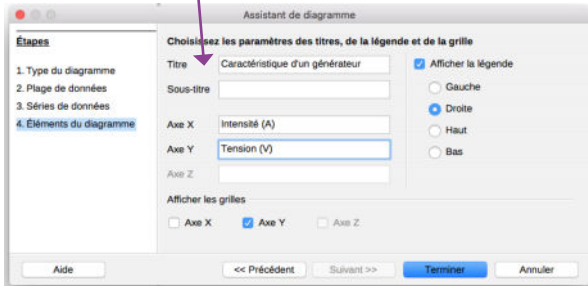 Assistant de diagramme
Étapes
1. Type du diagramme
2. Plage de données
3. Séries de données
4. Éléments du diagramme
Choisissez les paramètres des titres, de la légende et de la grille
Titre Caractéristique d'un générateur
Sous-titre
Axe X Intensité (A)
Axe Y Tension (V)
Axe Z
Afficher la légende
Gauche
Droite
Haut
Bas
Afficher les grilles
Axe X Axe Y Axe Z
Aide << Précédent Suivant >> Terminer Annuler